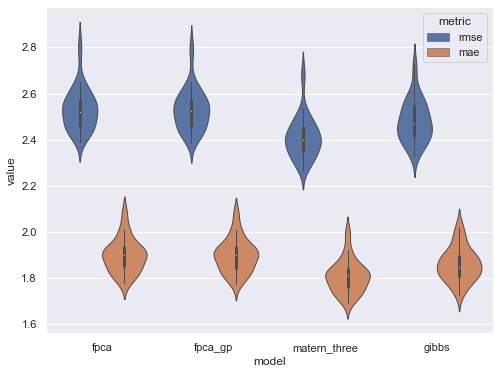 metric
rmse
mae
2.8
2.6
2.4
2.2
2.0
1.8
1.6
value
fpca
fpca_gp
matern_three
gibbs
model